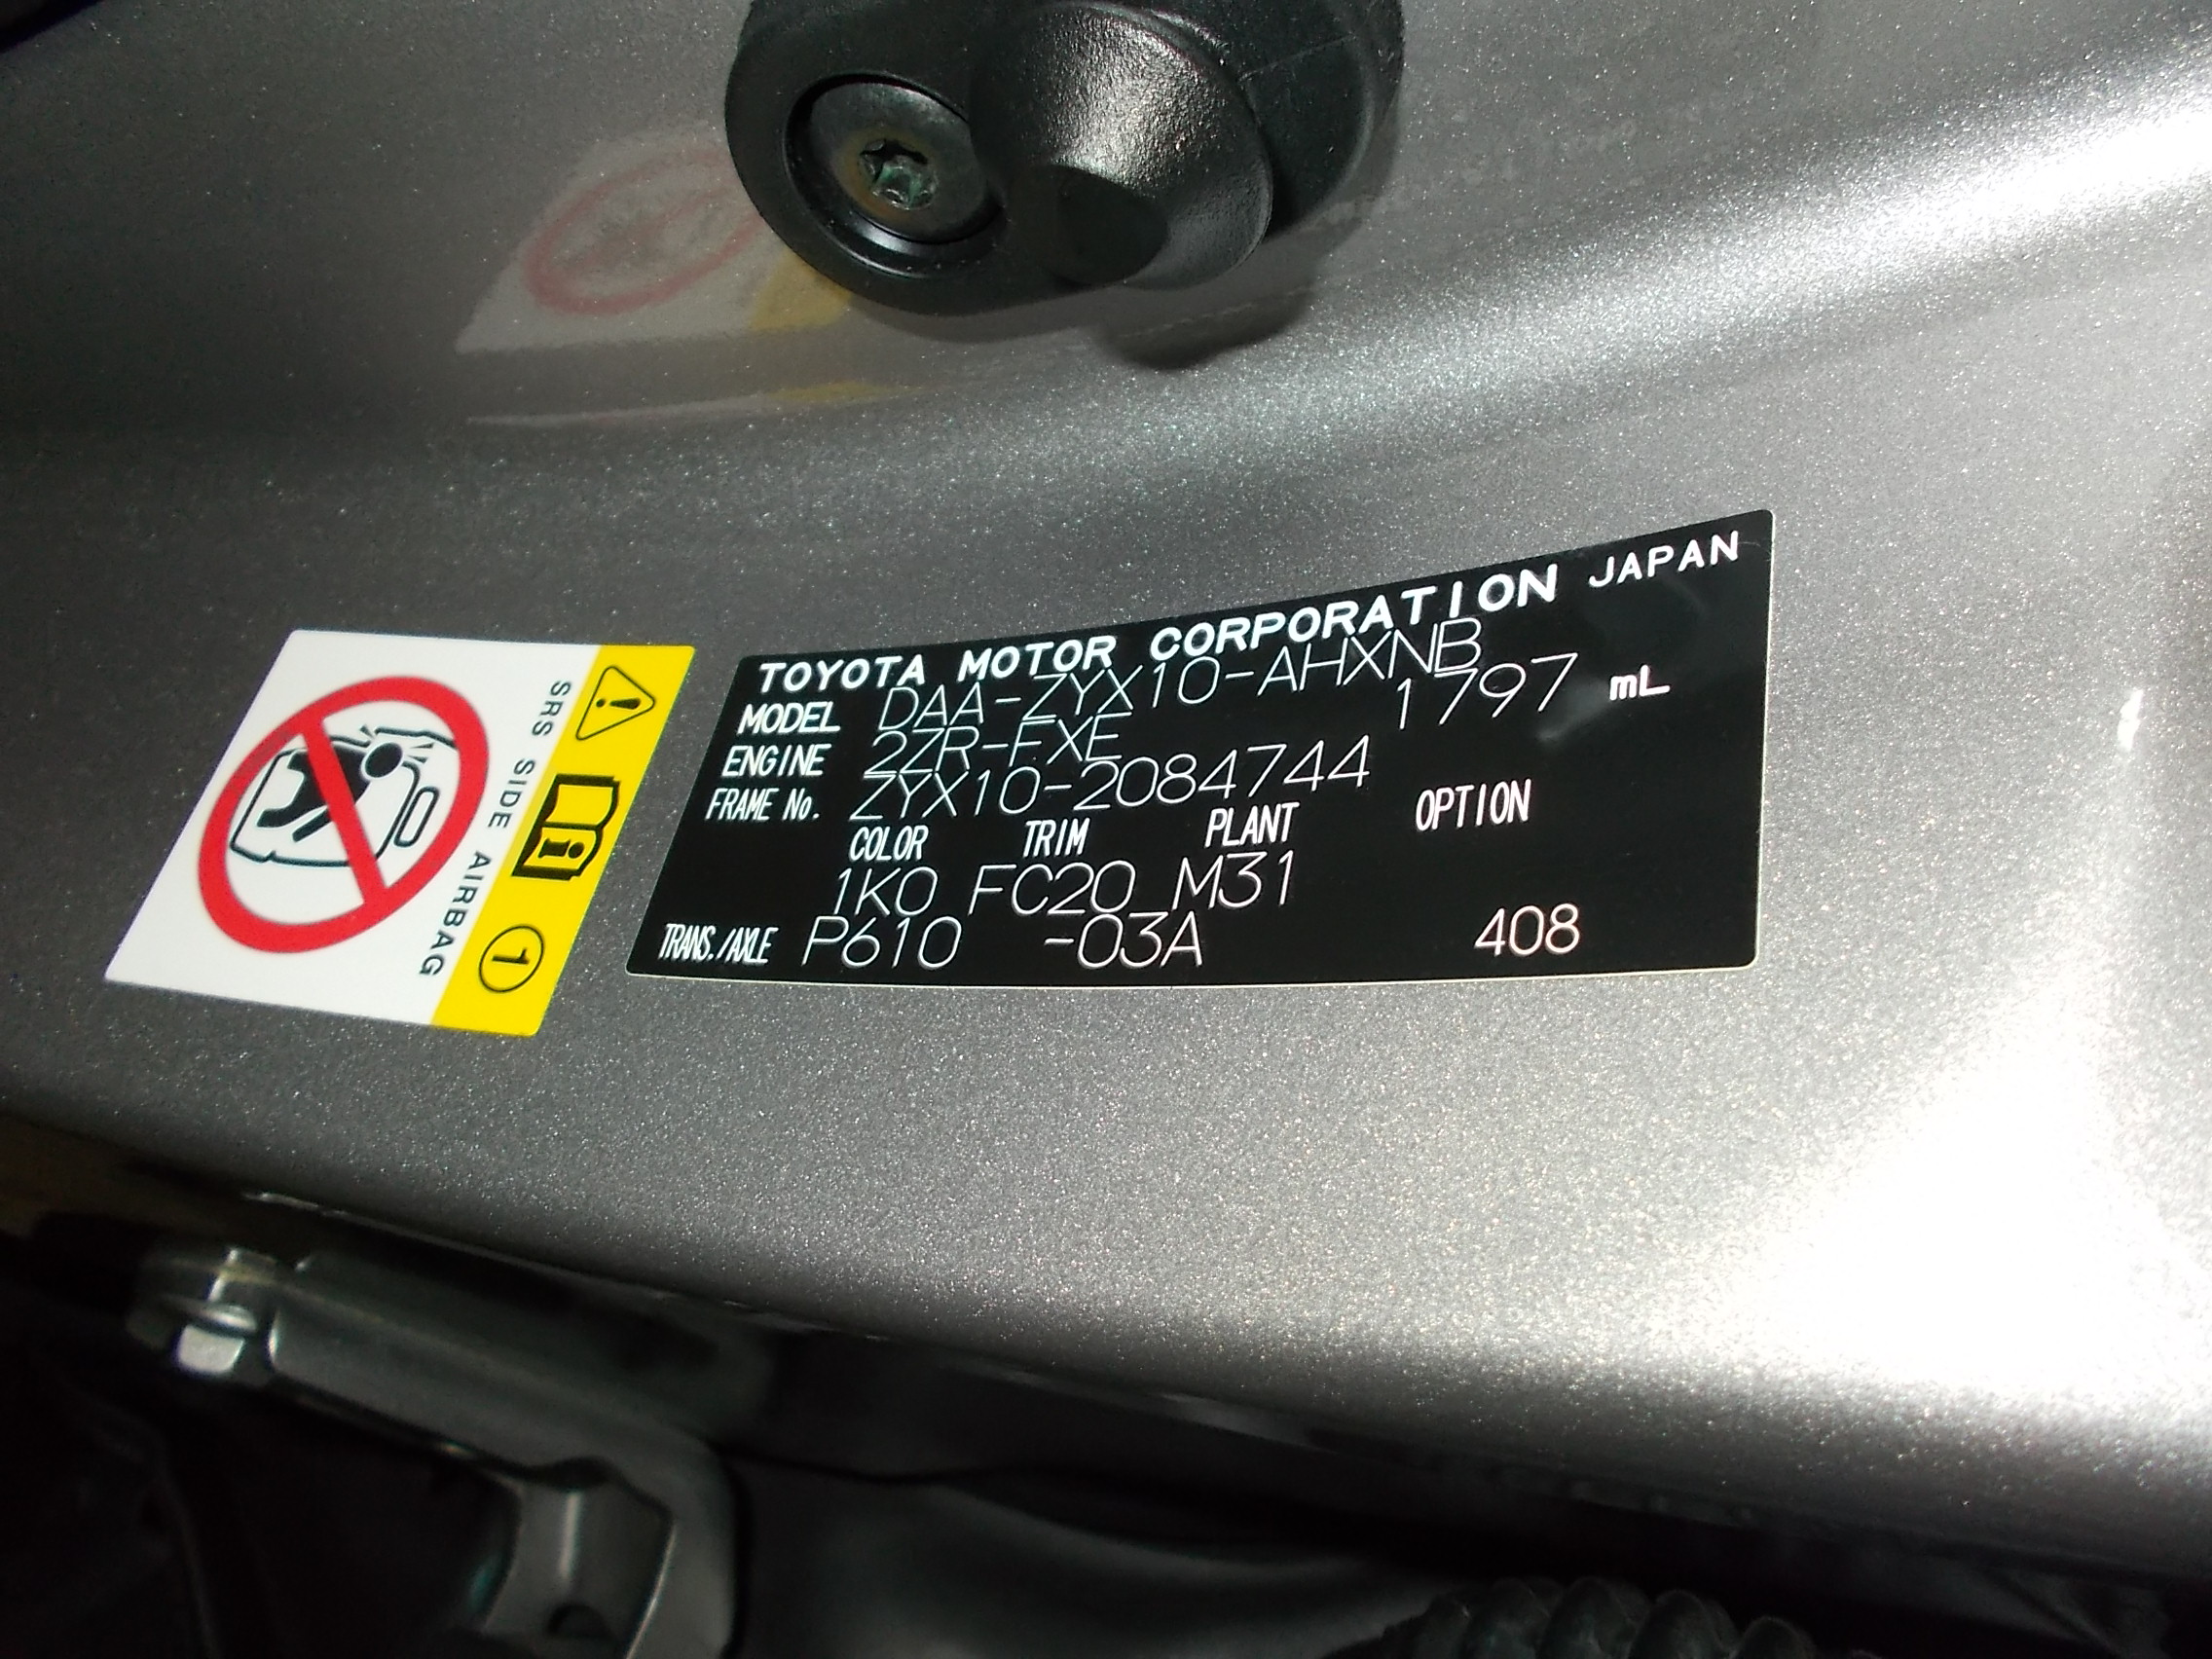 TOYOTA MOTOR CORPORATION JAPAN
MODEL DAA-ZYX10-AHXNB
ENGINE 2ZR-FXE 1797 mL
FRAME No. ZYX10-2084744
COLOR TRIM PLANT OPTION
1K0 FC20 M31
TRANS./AXLE P610 -03A 408
SRS SIDE AIRBAG
1